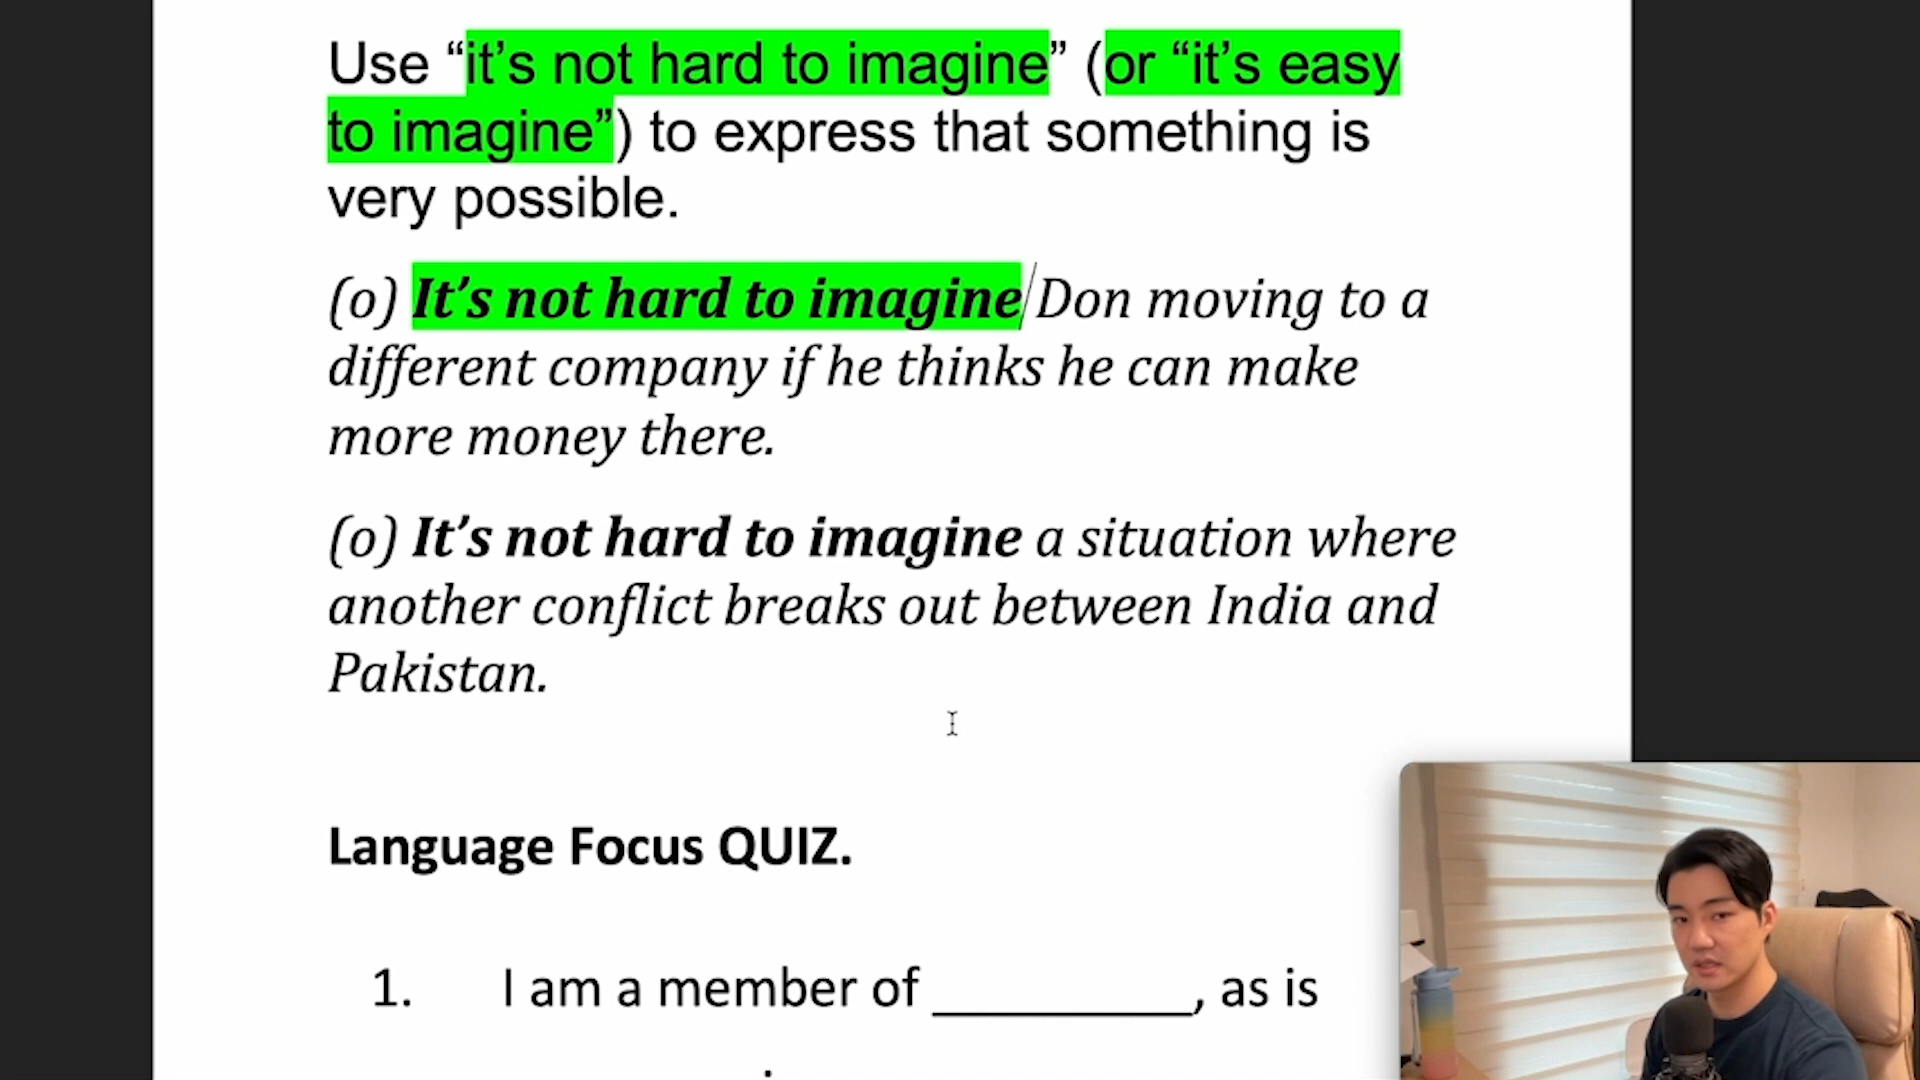 Use “it’s not hard to imagine” (or “it’s easy
to imagine”) to express that something is
very possible.
(o) It’s not hard to imagine Don moving to a
different company if he thinks he can make
more money there.
(o) It’s not hard to imagine a situation where
another conflict breaks out between India and
Pakistan.
Language Focus QUIZ.
1. I am a member of __________, as is